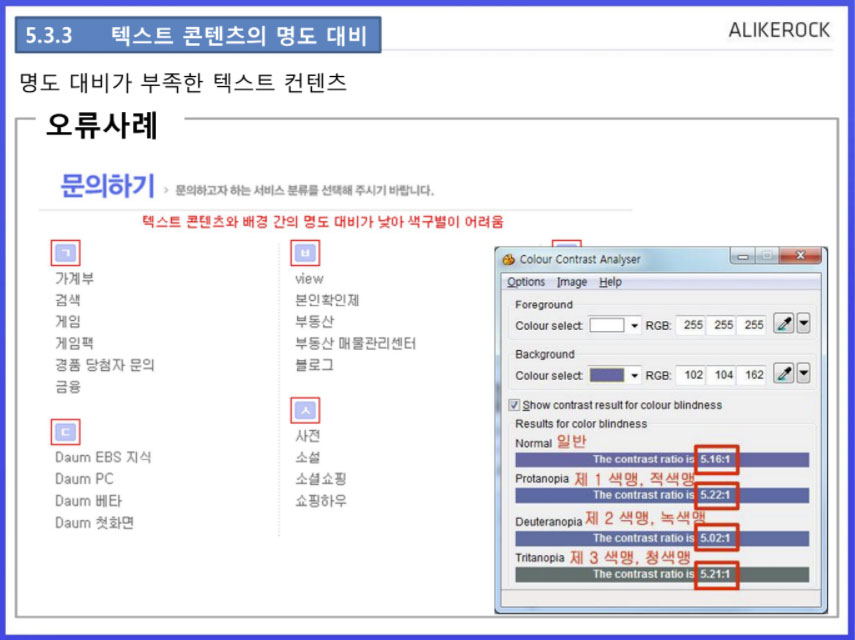 5.3.3 텍스트 콘텐츠의 명도 대비
ALIKEROCK
명도 대비가 부족한 텍스트 컨텐츠
오류사례
문의하기 > 문의하고자 하는 서비스 분류를 선택해 주시기 바랍니다.
텍스트 콘텐츠와 배경 간의 명도 대비가 낮아 색구별이 어려움
ㄱ
가계부
검색
게임
게임팩
경품 당첨자 문의
금융
ㄷ
Daum EBS 지식
Daum PC
Daum 베타
Daum 첫화면
ㅂ
view
본인확인제
부동산
부동산 매물관리센터
블로그
ㅅ
사전
소설
소셜쇼핑
쇼핑하우
Colour Contrast Analyser
Options Image Help
Foreground
Colour select: RGB: 255 255 255
Background
Colour select: RGB: 102 104 162
Show contrast result for colour blindness
Results for color blindness
Normal 일반
The contrast ratio is 5.16:1
Protanopia 제 1 색맹, 적색맹
The contrast ratio is 5.22:1
Deuteranopia 제 2 색맹, 녹색맹
The contrast ratio is 5.02:1
Tritanopia 제 3 색맹, 청색맹
The contrast ratio is 5.21:1